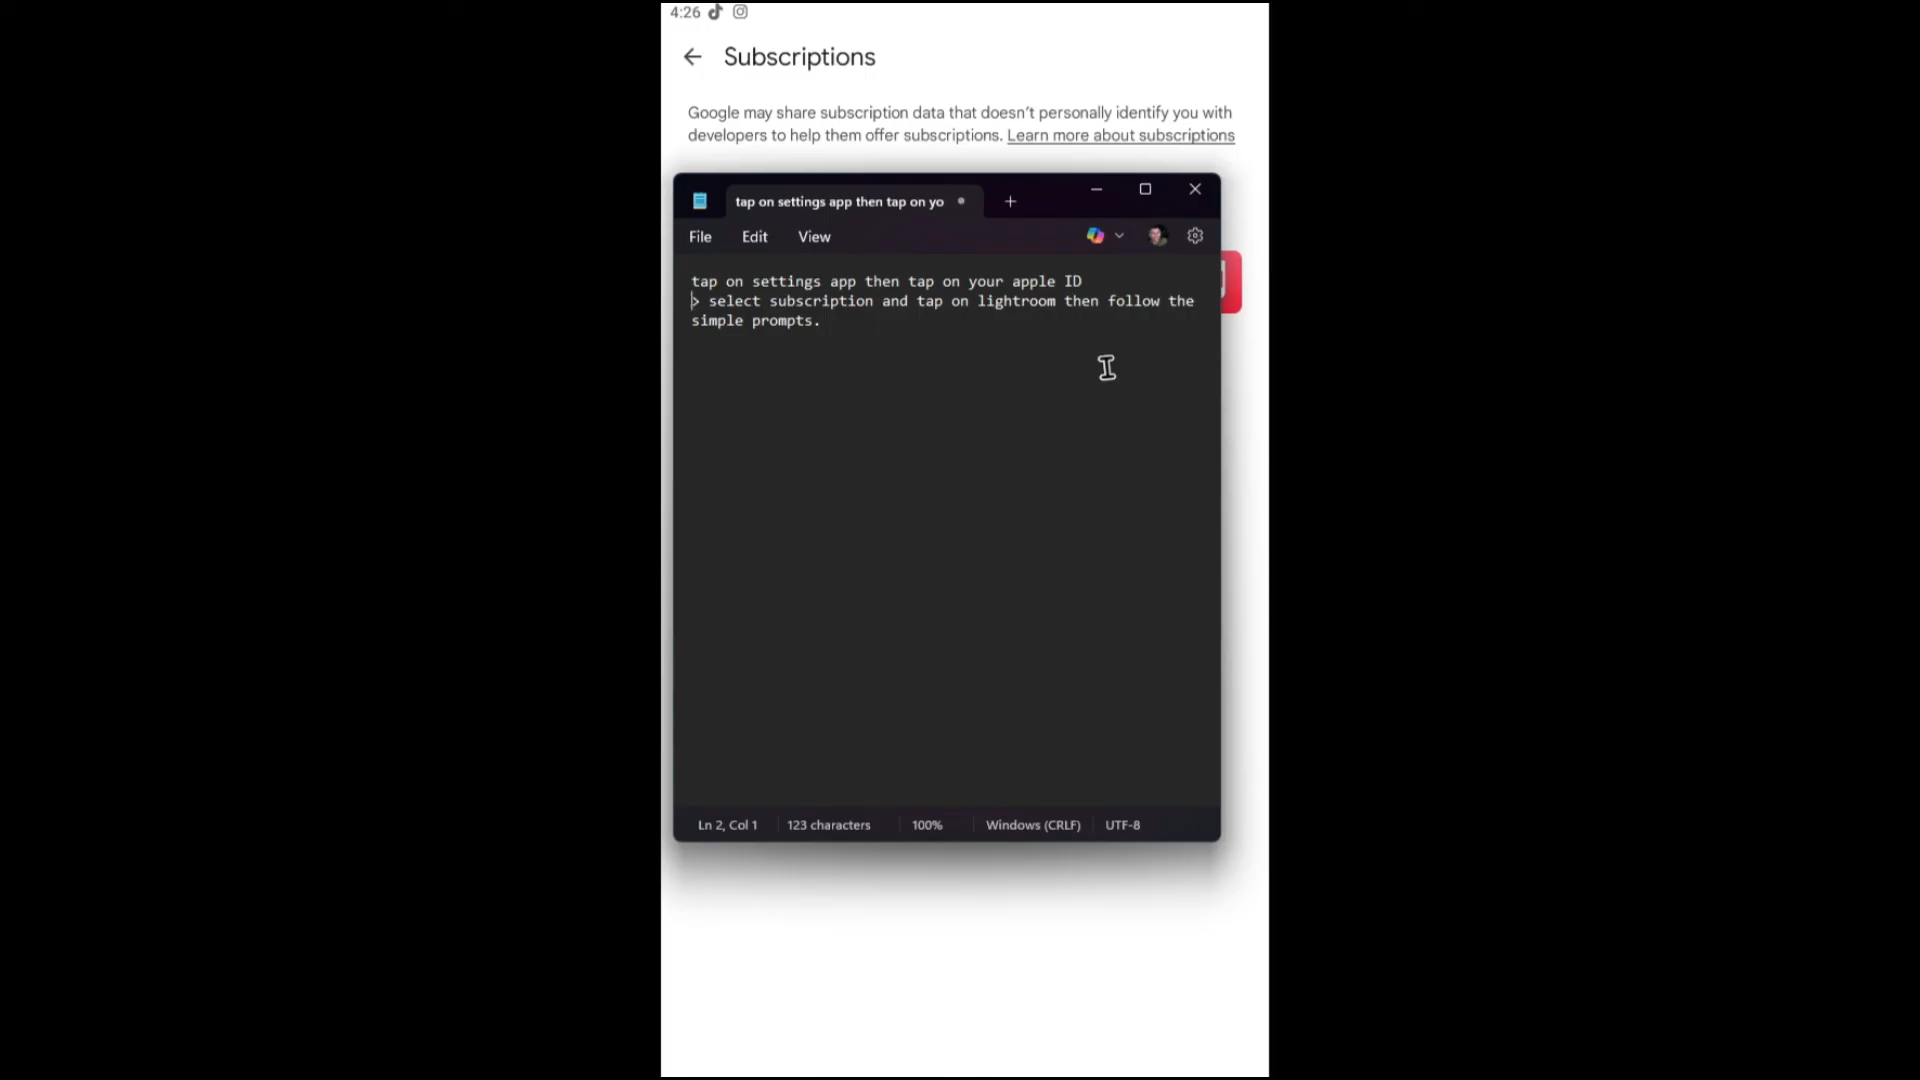 4:26
Subscriptions
Google may share subscription data that doesn't personally identify you with
developers to help them offer subscriptions. Learn more about subscriptions
tap on settings app then tap on yo
File Edit View
tap on settings app then tap on your apple ID
> select subscription and tap on lightroom then follow the
simple prompts.
Ln 2, Col 1 123 characters 100% Windows (CRLF) UTF-8